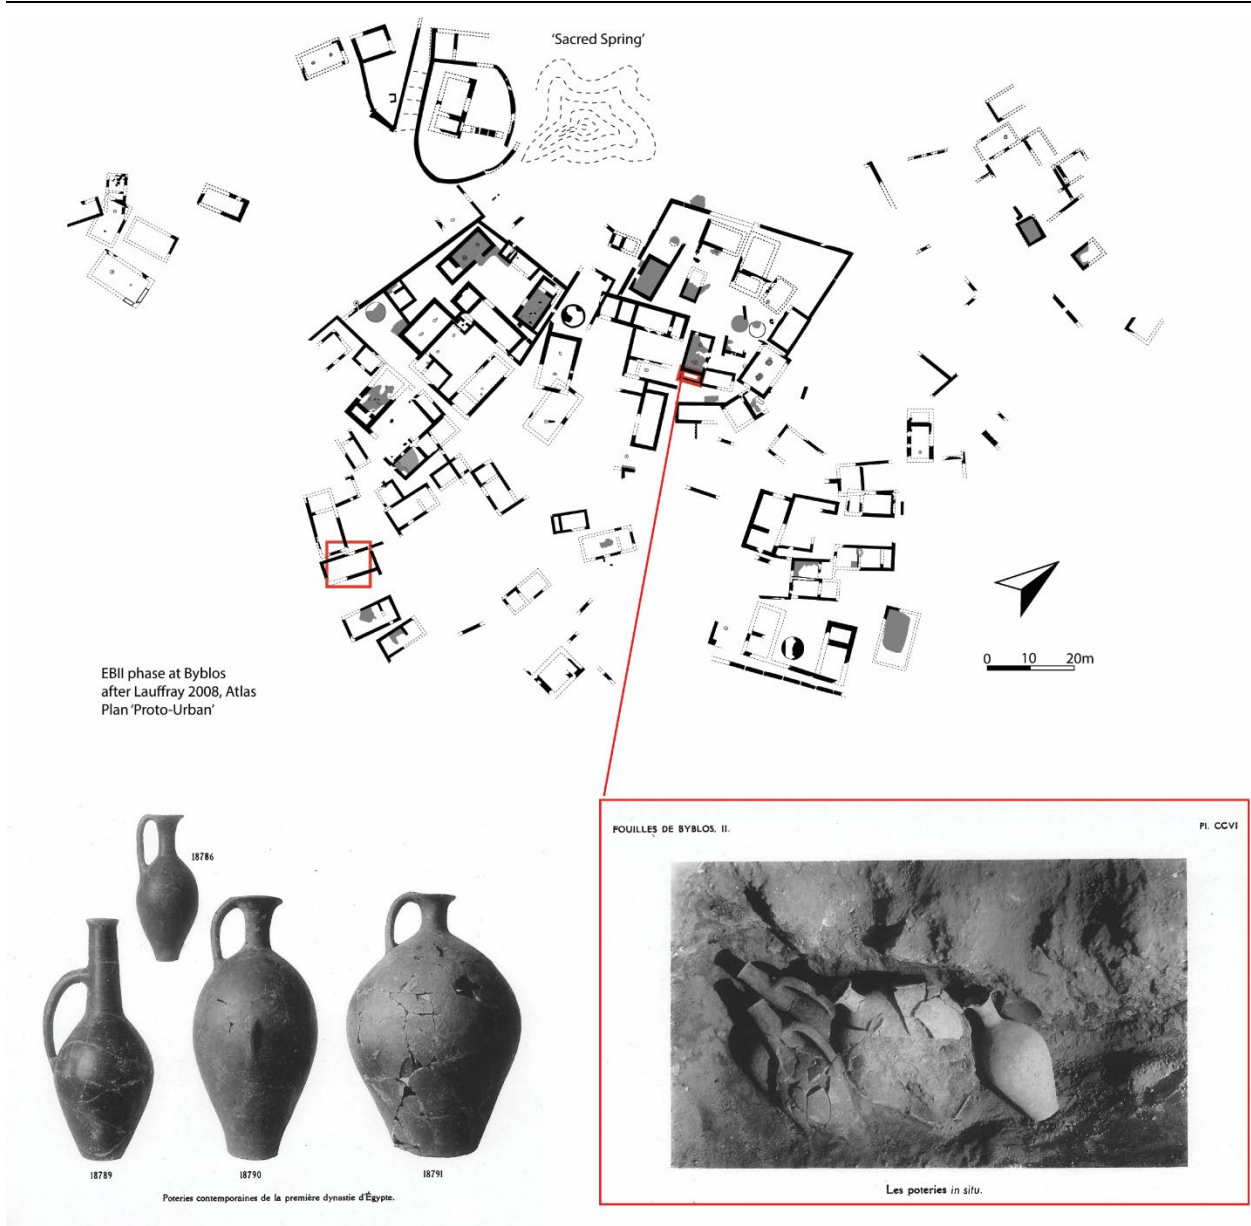 'Sacred Spring'
0 10 20m
EBII phase at Byblos
after Lauffray 2008, Atlas
Plan 'Proto-Urban'
18786
18789
18790
18791
Poteries contemporaines de la première dynastie d'Égypte.
FOUILLES DE BYBLOS, II.
Pl. CCVI
Les poteries in situ.